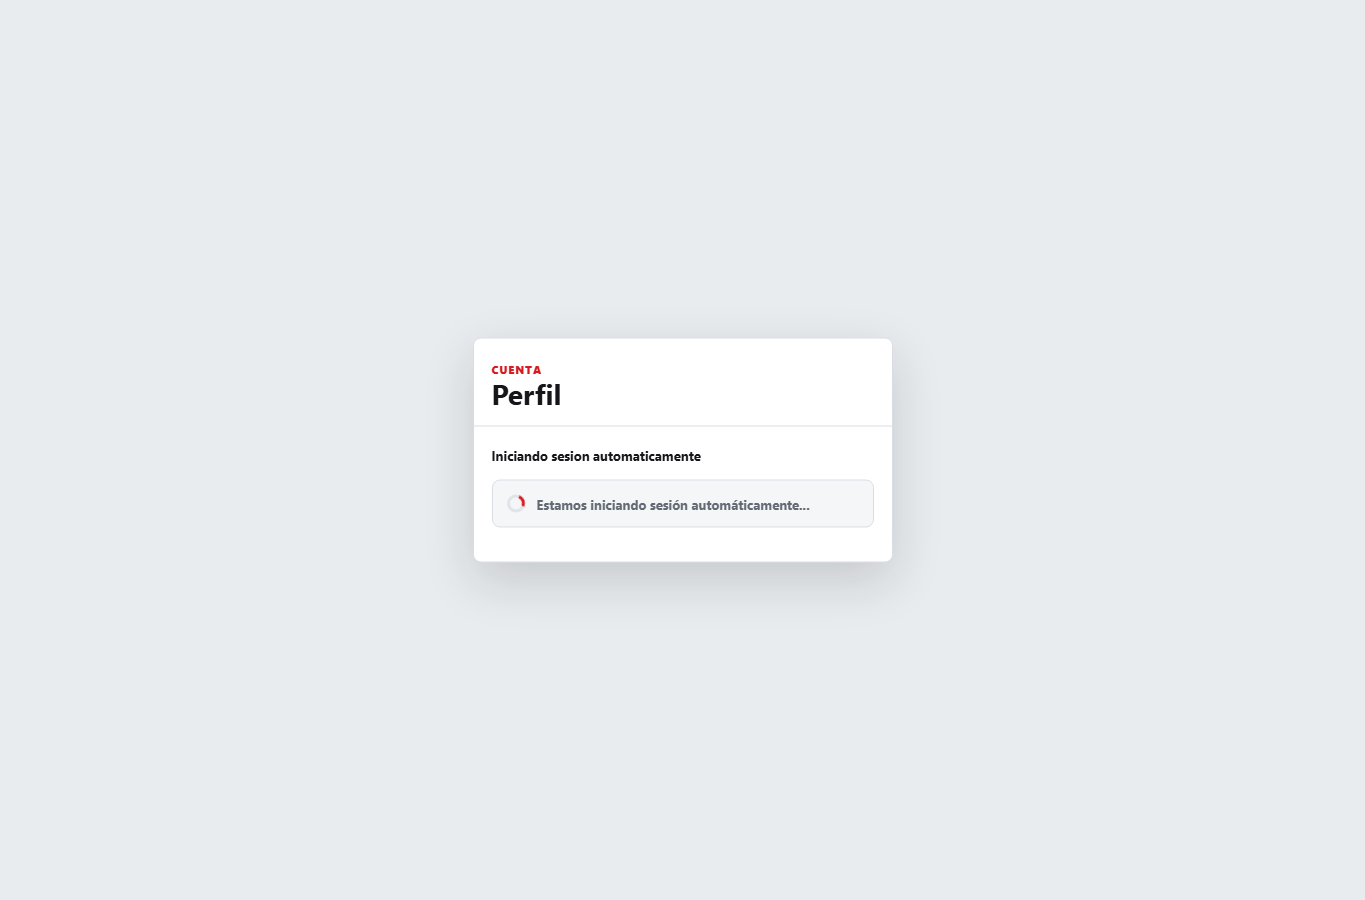 CUENTA
Perfil
Iniciando sesion automaticamente
Estamos iniciando sesión automáticamente...